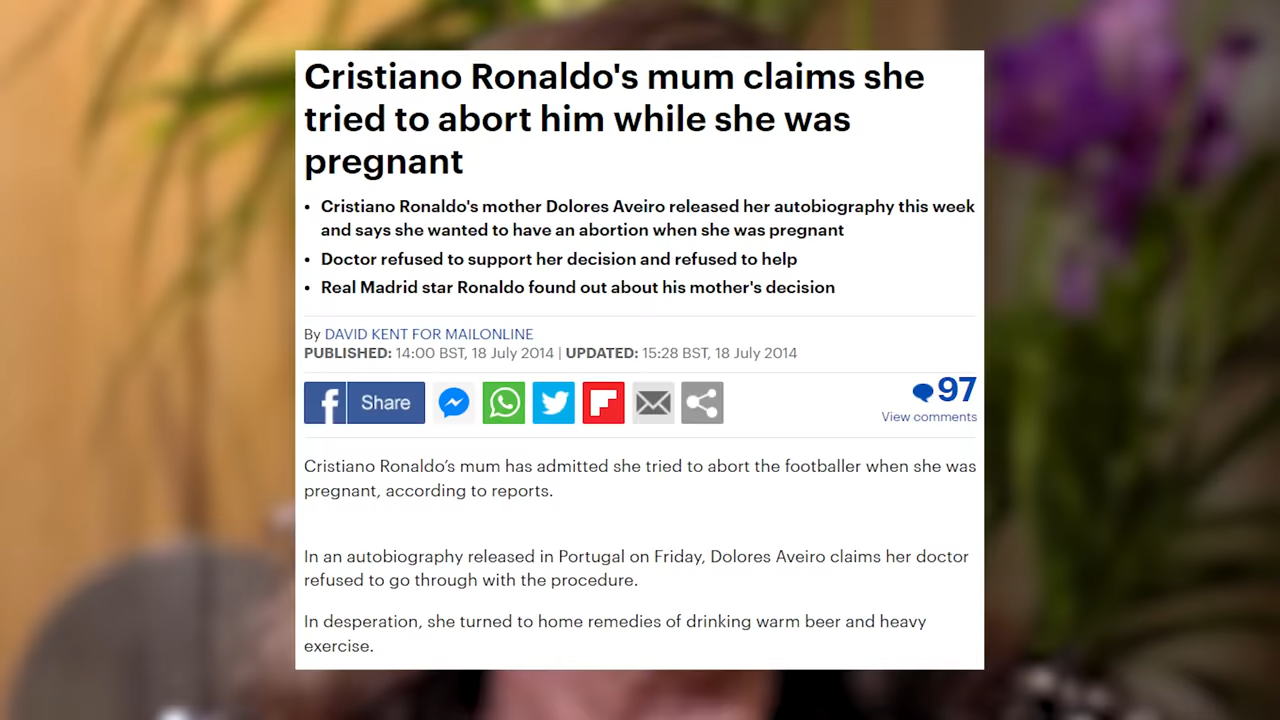 Cristiano Ronaldo's mum claims she
tried to abort him while she was
pregnant
• Cristiano Ronaldo's mother Dolores Aveiro released her autobiography this week
and says she wanted to have an abortion when she was pregnant
• Doctor refused to support her decision and refused to help
• Real Madrid star Ronaldo found out about his mother's decision
By DAVID KENT FOR MAILONLINE
PUBLISHED: 14:00 BST, 18 July 2014 | UPDATED: 15:28 BST, 18 July 2014
f Share
97
View comments
Cristiano Ronaldo’s mum has admitted she tried to abort the footballer when she was
pregnant, according to reports.
In an autobiography released in Portugal on Friday, Dolores Aveiro claims her doctor
refused to go through with the procedure.
In desperation, she turned to home remedies of drinking warm beer and heavy
exercise.